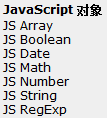 JavaScript 对象
JS Array
JS Boolean
JS Date
JS Math
JS Number
JS String
JS RegExp